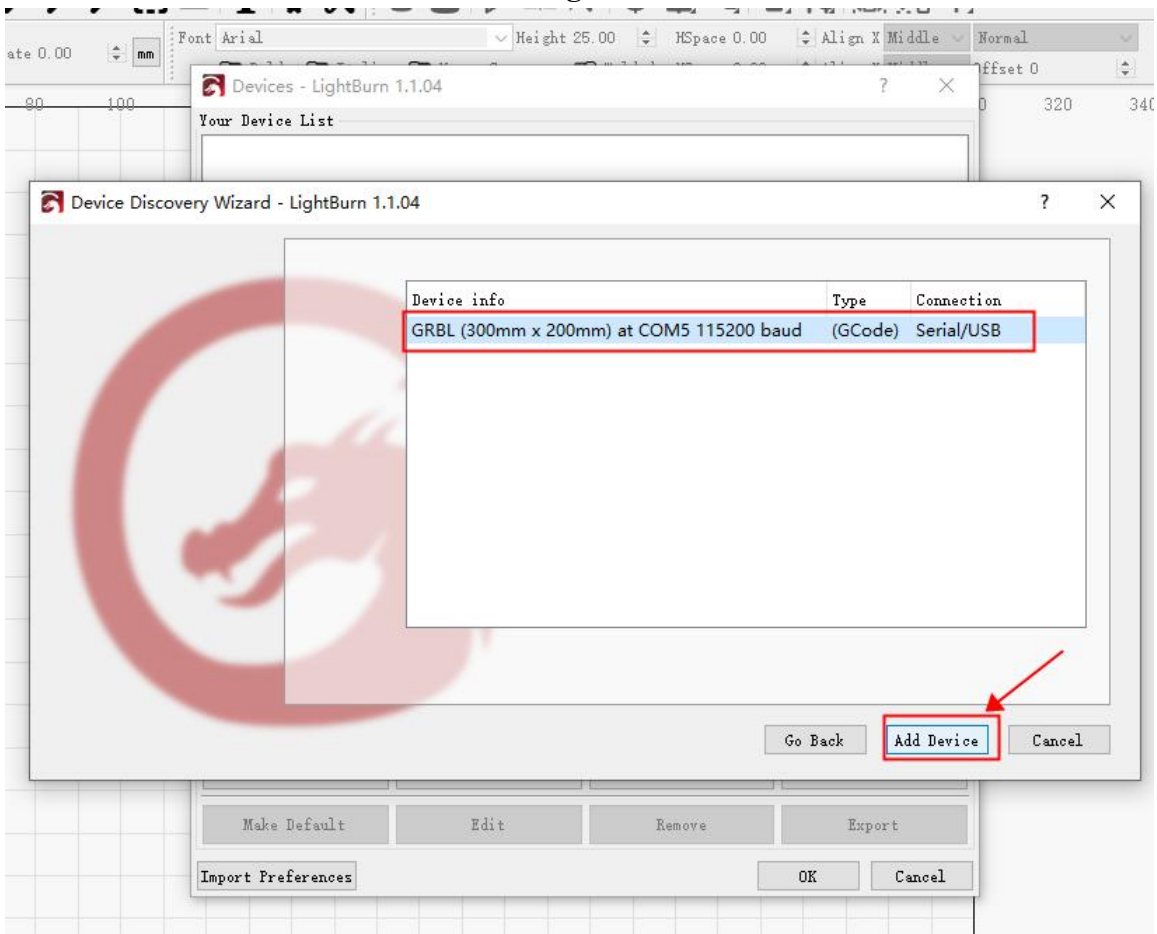 Font Arial Height 25.00 HSpace 0.00 Align X Middle Normal
ate 0.00 mm
Offset 0
Devices - LightBurn 1.1.04 ? ×
90 100 320 340
Your Device List
Device Discovery Wizard - LightBurn 1.1.04 ? ×
Device info Type Connection
GRBL (300mm x 200mm) at COM5 115200 baud (GCode) Serial/USB
Go Back Add Device Cancel
Make Default Edit Remove Export
Import Preferences OK Cancel